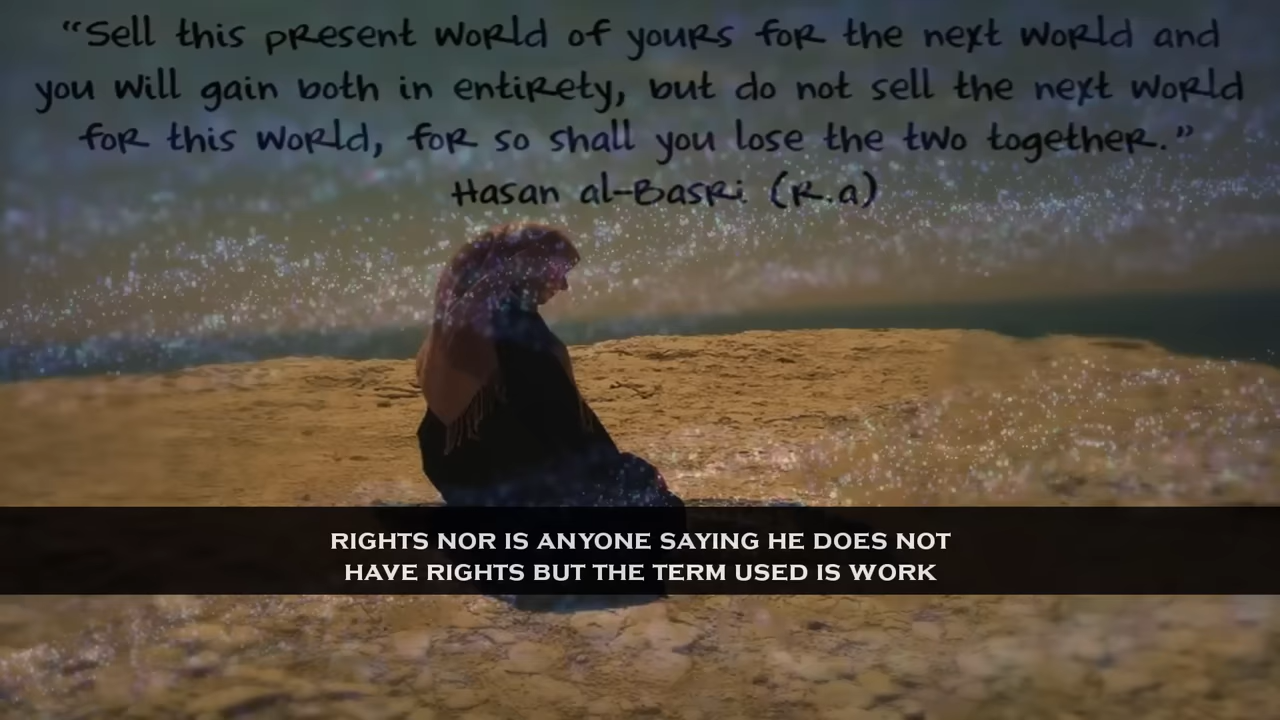 “Sell this present world of yours for the next world and
you will gain both in entirety, but do not sell the next world
for this world, for so shall you lose the two together.”
Hasan al-Basri (R.a)
RIGHTS NOR IS ANYONE SAYING HE DOES NOT
HAVE RIGHTS BUT THE TERM USED IS WORK